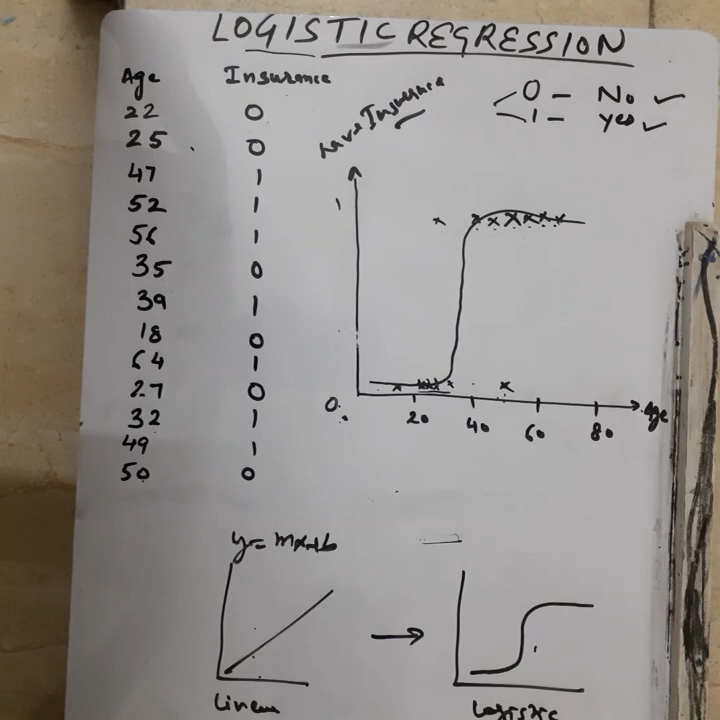 LOGISTIC REGRESSION
Age Insurance
22 0
25 0
47 1
52 1
56 1
35 0
39 1
18 0
64 1
27 0
32 1
49 1
50 0
0 - No
1 - Yes
have Insurance
1
0
20 40 60 80 Age
y = mx+b
Linear
Logistic